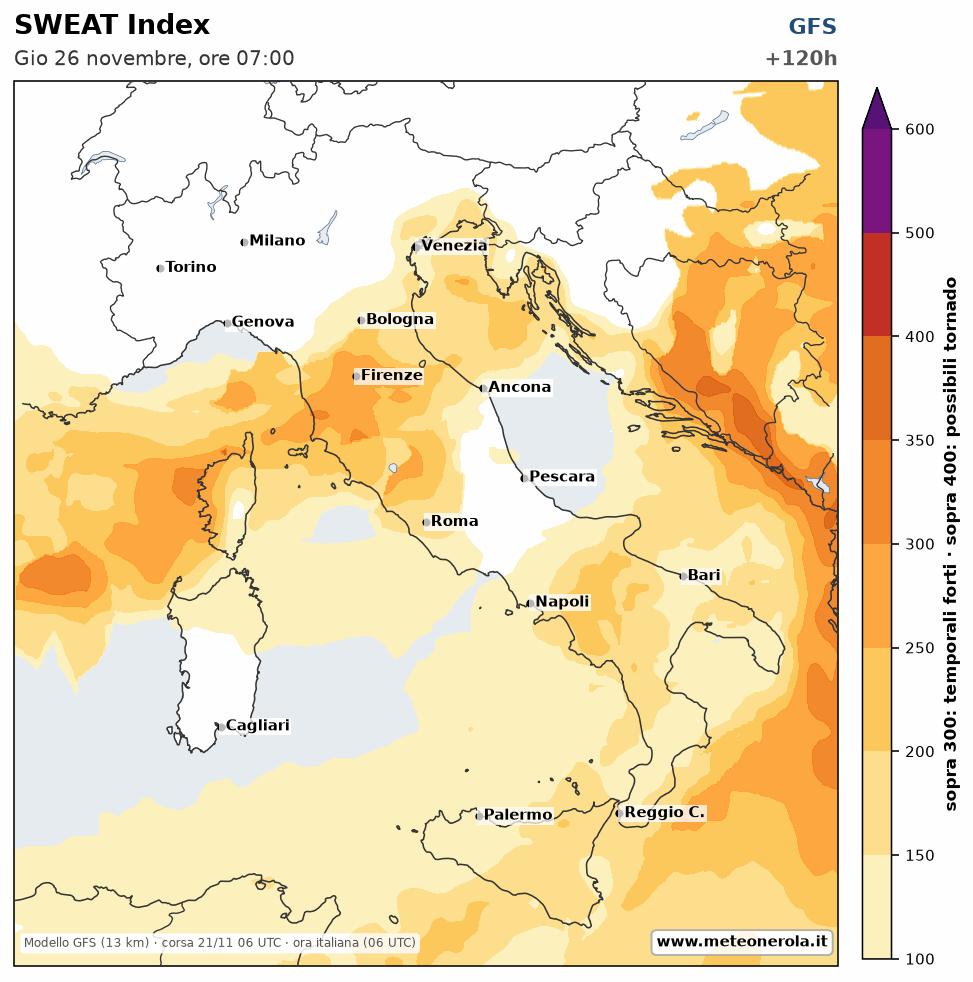 SWEAT Index
GFS
Gio 26 novembre, ore 07:00
+120h
Milano
Venezia
Torino
Genova
Bologna
Firenze
Ancona
Pescara
Roma
Bari
Napoli
Cagliari
Palermo
Reggio C.
600
500
400
350
300
250
200
150
100
sopra 300: temporali forti · sopra 400: possibili tornado
Modello GFS (13 km) · corsa 21/11 06 UTC · ora italiana (06 UTC)
www.meteonerola.it